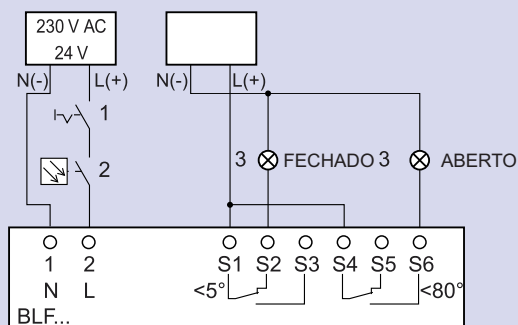 230 V AC
24 V
N(-) L(+) N(-) L(+)
1
2
3 FECHADO 3 ABERTO
1 2 S1 S2 S3 S4 S5 S6
N L <5° <80°
BLF...